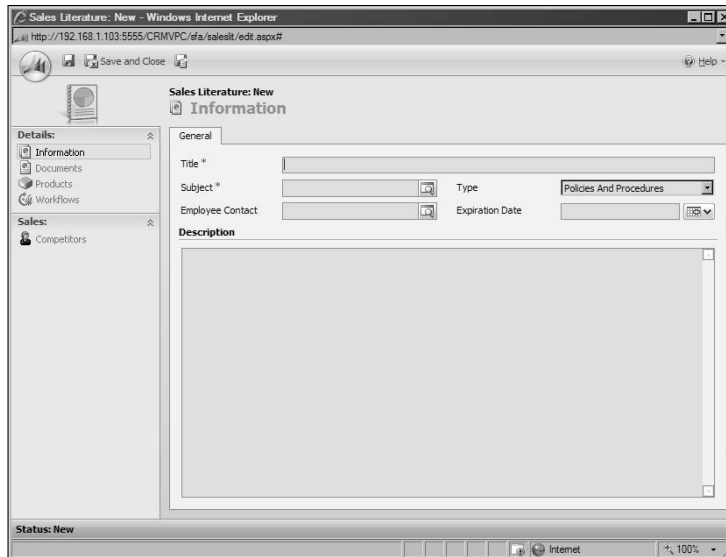 Sales Literature: New - Windows Internet Explorer
http://192.168.1.103:5555/CRMVPC/sfa/saleslit/edit.aspx#
Save and Close
Help
Sales Literature: New
Information
Details:
Information
Documents
Products
Workflows
Sales:
Competitors
General
Title *
Subject *
Type
Policies And Procedures
Employee Contact
Expiration Date
Description
Status: New
Internet
100%